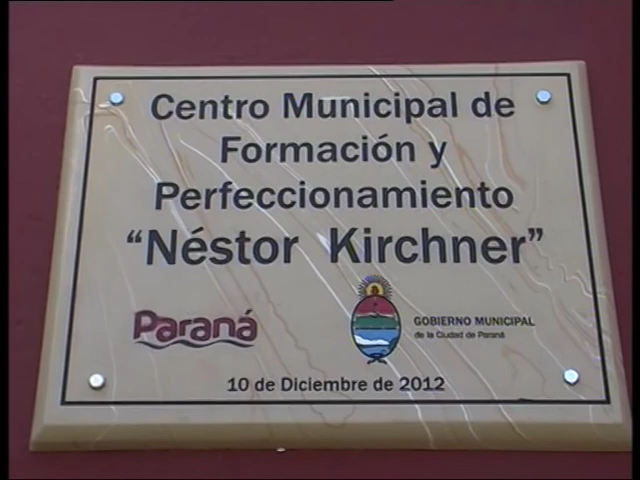 Centro Municipal de
Formación y
Perfeccionamiento
“Néstor Kirchner”
Paraná
GOBIERNO MUNICIPAL
de la Ciudad de Paraná
10 de Diciembre de 2012